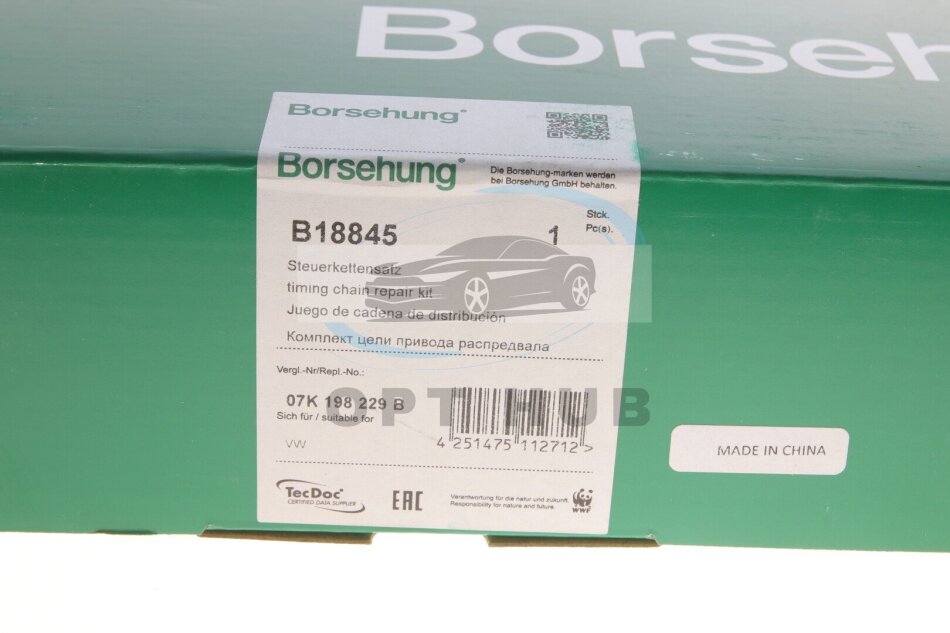 Borseh
Borsehung®
Borsehung®
Die Borsehung-marken werden
bei Borsehung GmbH behalten.
B18845
1
Stck.
Pc(s).
Steuerkettensatz
timing chain repair kit
Juego de cadena de distribución
Комплект цепи привода распредвала
Vergl.-Nr/Repl.-No.:
07K 198 229 B
Sich für / suitable for
VW
4 251475 112712 >
OPT HUB
MADE IN CHINA
TecDoc®
CERTIFIED DATA SUPPLIER
EAC
Verantwortung für die natur und zukunft.
Responsibility for nature and future.
WWF